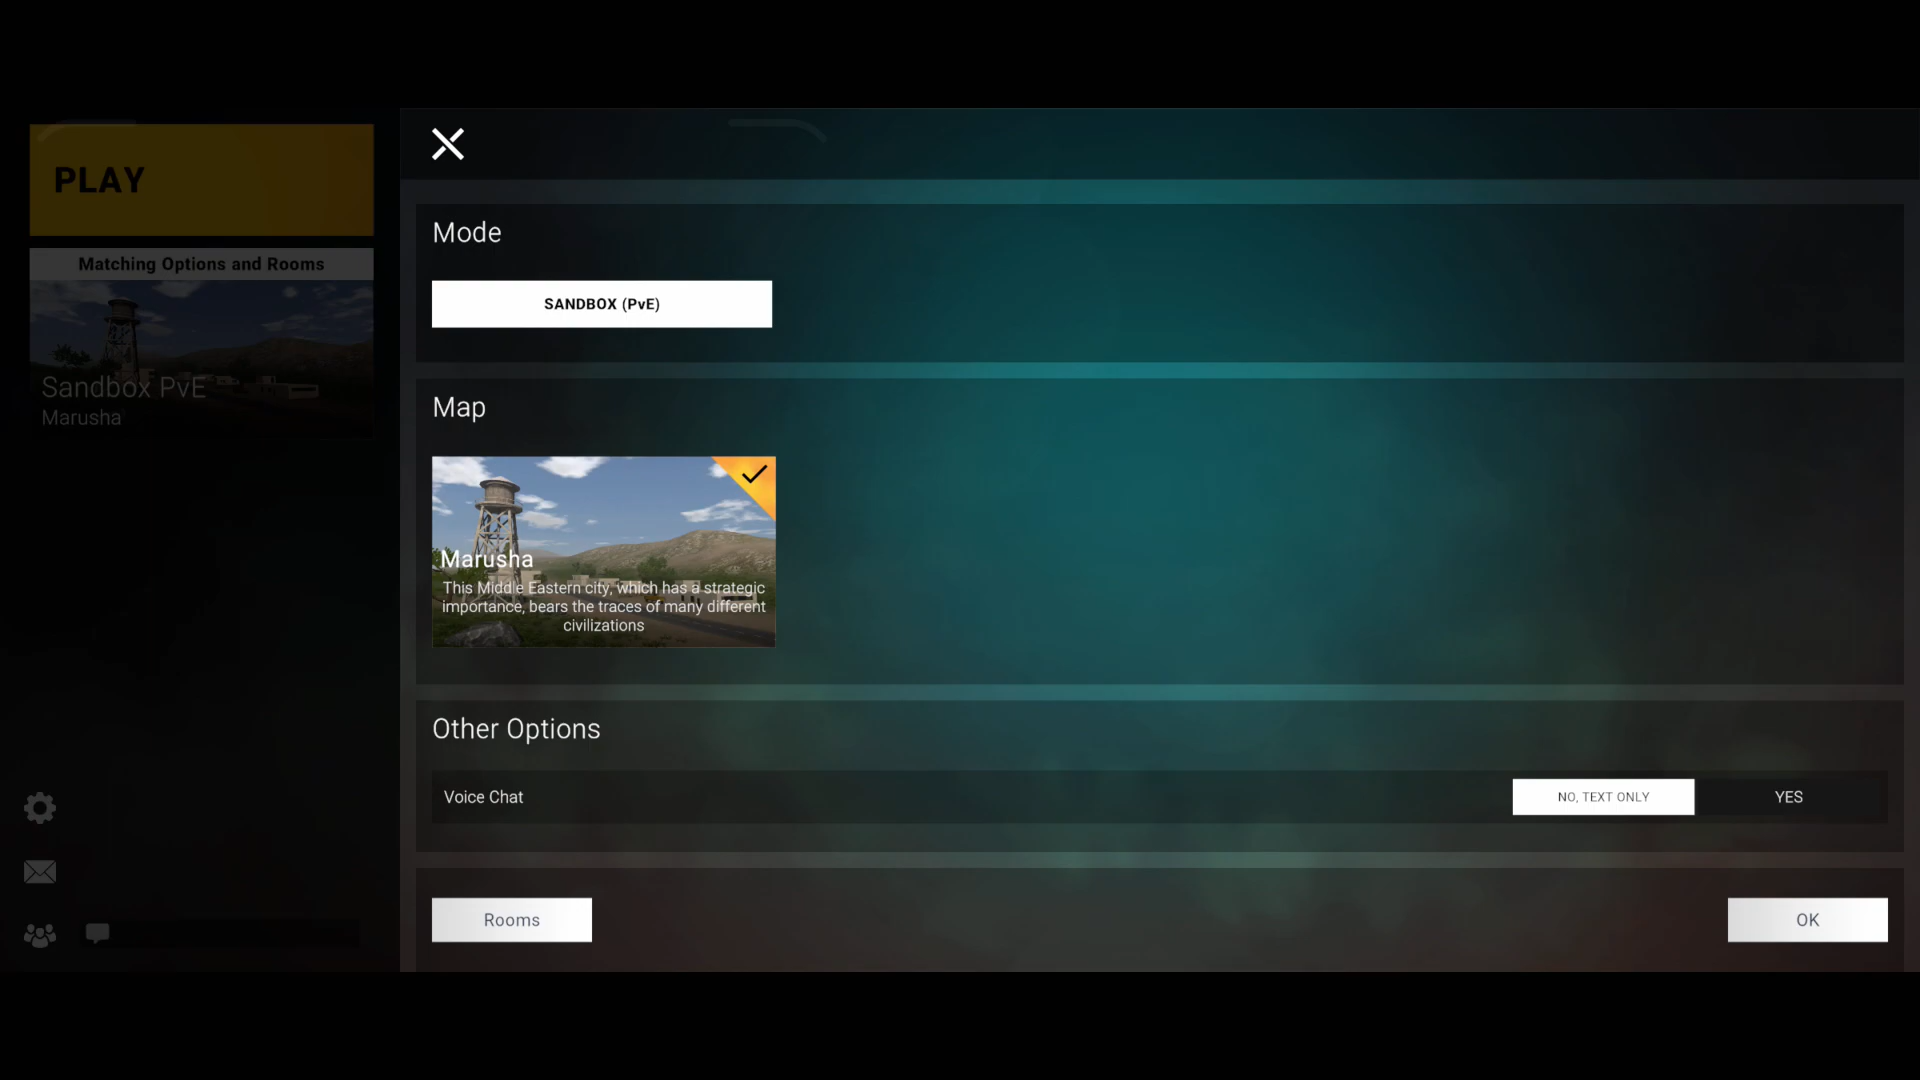 PLAY
Matching Options and Rooms
Sandbox PvE
Marusha
Mode
SANDBOX (PvE)
Map
Marusha
This Middle Eastern city, which has a strategic
importance, bears the traces of many different
civilizations
Other Options
Voice Chat
NO, TEXT ONLY
YES
Rooms
OK